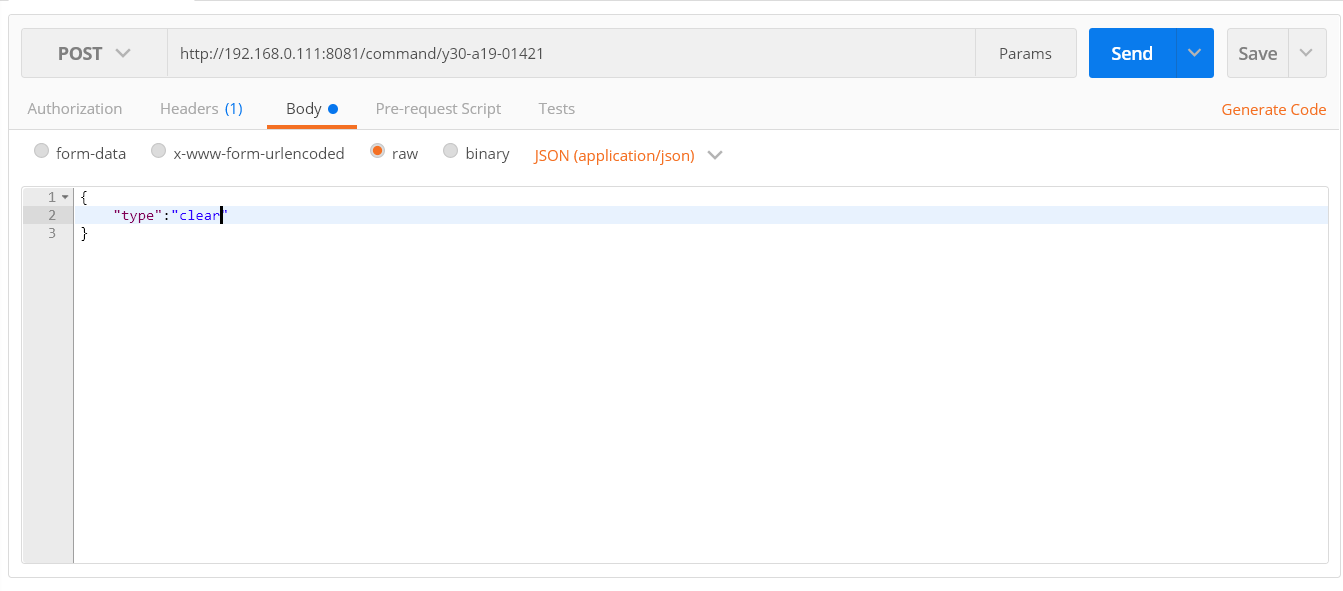 POST http://192.168.0.111:8081/command/y30-a19-01421 Params Send Save
Authorization Headers (1) Body Pre-request Script Tests Generate Code
form-data x-www-form-urlencoded raw binary JSON (application/json)
1 {
2 "type":"clear"
3 }